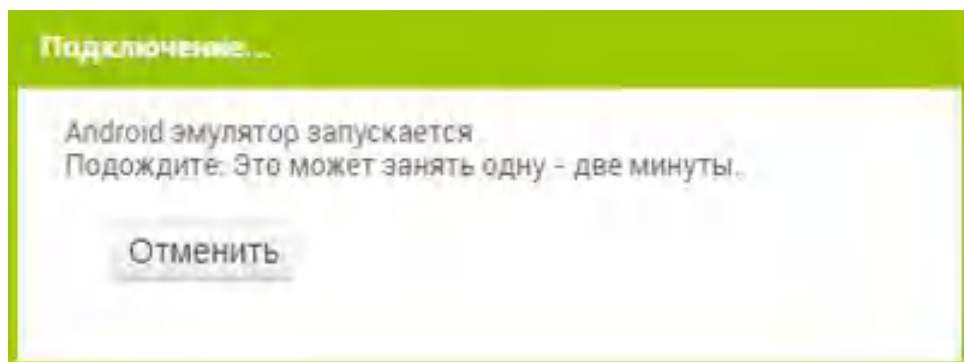 Подключение...
Android эмулятор запускается
Подождите: Это может занять одну - две минуты.
Отменить